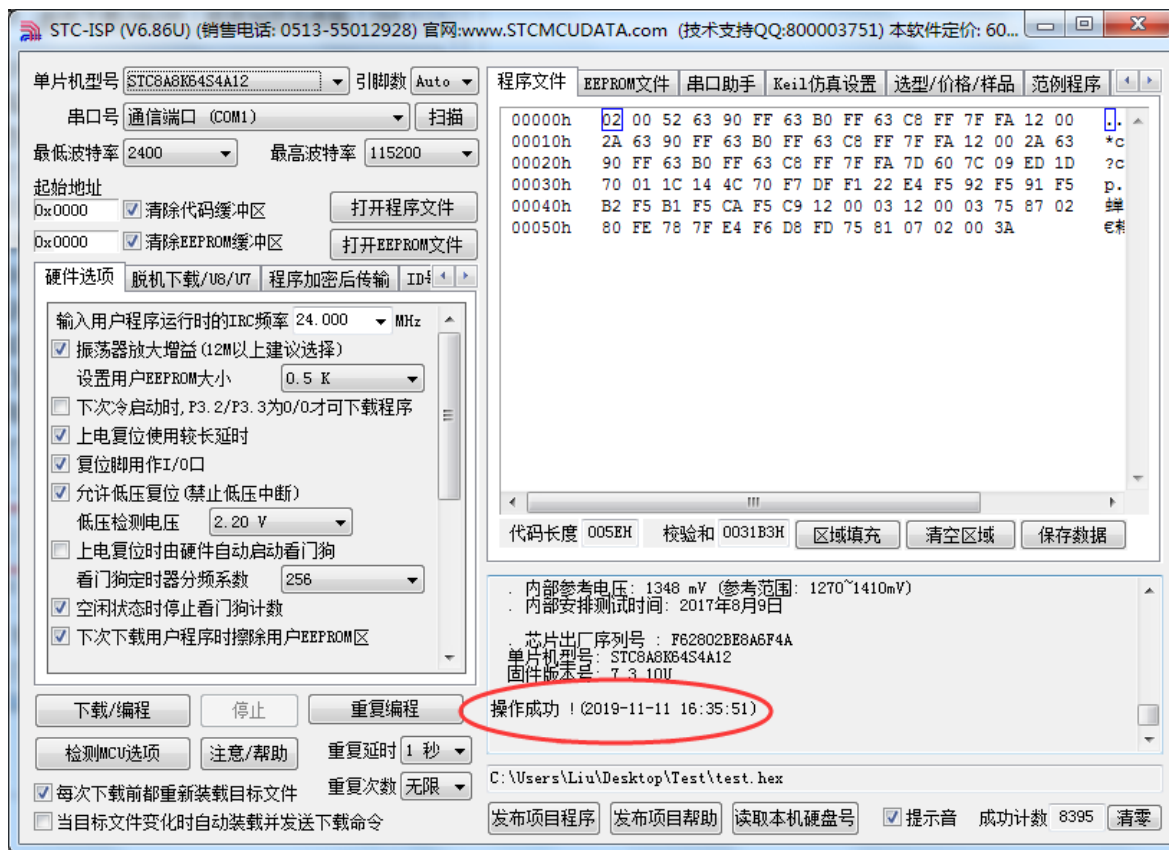 STC-ISP (V6.86U) (销售电话: 0513-55012928) 官网:www.STCMCUDATA.com (技术支持QQ:800003751) 本软件定价: 60...
单片机型号 STC8A8K64S4A12 引脚数 Auto
串口号 通信端口 (COM1) 扫描
最低波特率 2400 最高波特率 115200
起始地址
0x0000 清除代码缓冲区 打开程序文件
0x0000 清除EEPROM缓冲区 打开EEPROM文件
硬件选项 脱机下载/U8/U7 程序加密后传输
输入用户程序运行时的IRC频率 24.000 MHz
振荡器放大增益(12M以上建议选择)
设置用户EEPROM大小 0.5 K
下次冷启动时,P3.2/P3.3为0/0才可下载程序
上电复位使用较长延时
复位脚用作I/O口
允许低压复位(禁止低压中断)
低压检测电压 2.20 V
上电复位时由硬件自动启动看门狗
看门狗定时器分频系数 256
空闲状态时停止看门狗计数
下次下载用户程序时擦除用户EEPROM区
下载/编程 停止 重复编程
检测MCU选项 注意/帮助 重复延时 1 秒
重复次数 无限
每次下载前都重新装载目标文件
当目标文件变化时自动装载并发送下载命令
程序文件 EEPROM文件 串口助手 Keil仿真设置 选型/价格/样品 范例程序
00000h 02 00 52 63 90 FF 63 B0 FF 63 C8 FF 7F FA 12 00 ..
00010h 2A 63 90 FF 63 B0 FF 63 C8 FF 7F FA 12 00 2A 63 *c
00020h 90 FF 63 B0 FF 63 C8 FF 7F FA 7D 60 7C 09 ED 1D ?c
00030h 70 01 1C 14 4C 70 F7 DF F1 22 E4 F5 92 F5 91 F5 p.
00040h B2 F5 B1 F5 CA F5 C9 12 00 03 12 00 03 75 87 02 蝉
00050h 80 FE 78 7F E4 F6 D8 FD 75 81 07 02 00 3A
代码长度 005EH 校验和 0031B3H 区域填充 清空区域 保存数据
. 内部参考电压: 1348 mV (参考范围: 1270~1410mV)
. 内部安排测试时间: 2017年8月9日
. 芯片出厂序列号 : F62802BE8A6F4A
单片机型号: STC8A8K64S4A12
固件版本号: 7.3.10U
操作成功 !(2019-11-11 16:35:51)
C:\Users\Liu\Desktop\Test\test.hex
发布项目程序 发布项目帮助 读取本机硬盘号 提示音 成功计数 8395 清零